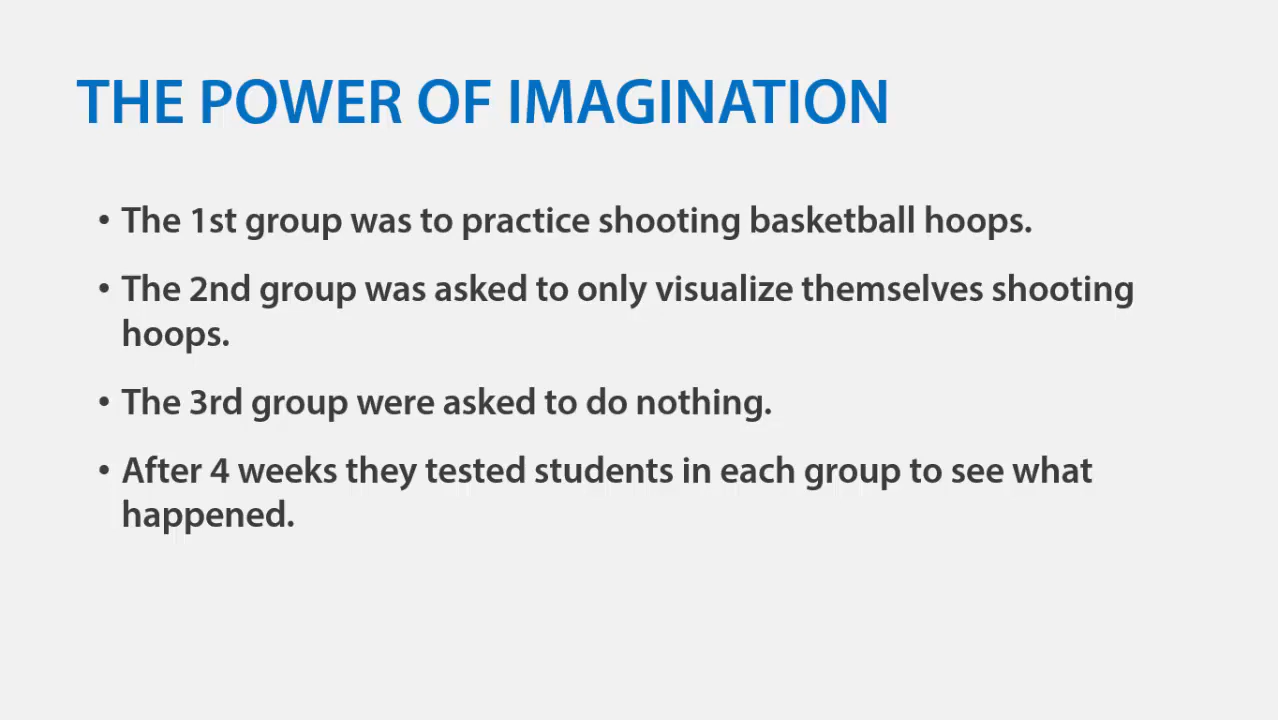 THE POWER OF IMAGINATION
• The 1st group was to practice shooting basketball hoops.
• The 2nd group was asked to only visualize themselves shooting
hoops.
• The 3rd group were asked to do nothing.
• After 4 weeks they tested students in each group to see what
happened.